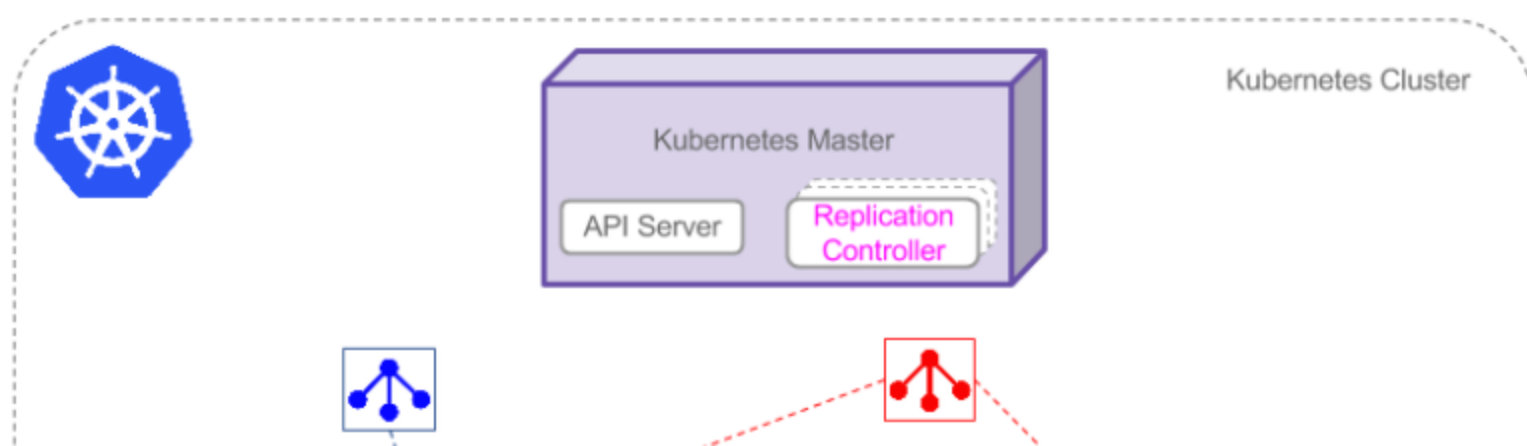 Kubernetes Cluster
Kubernetes Master
API Server
Replication
Controller